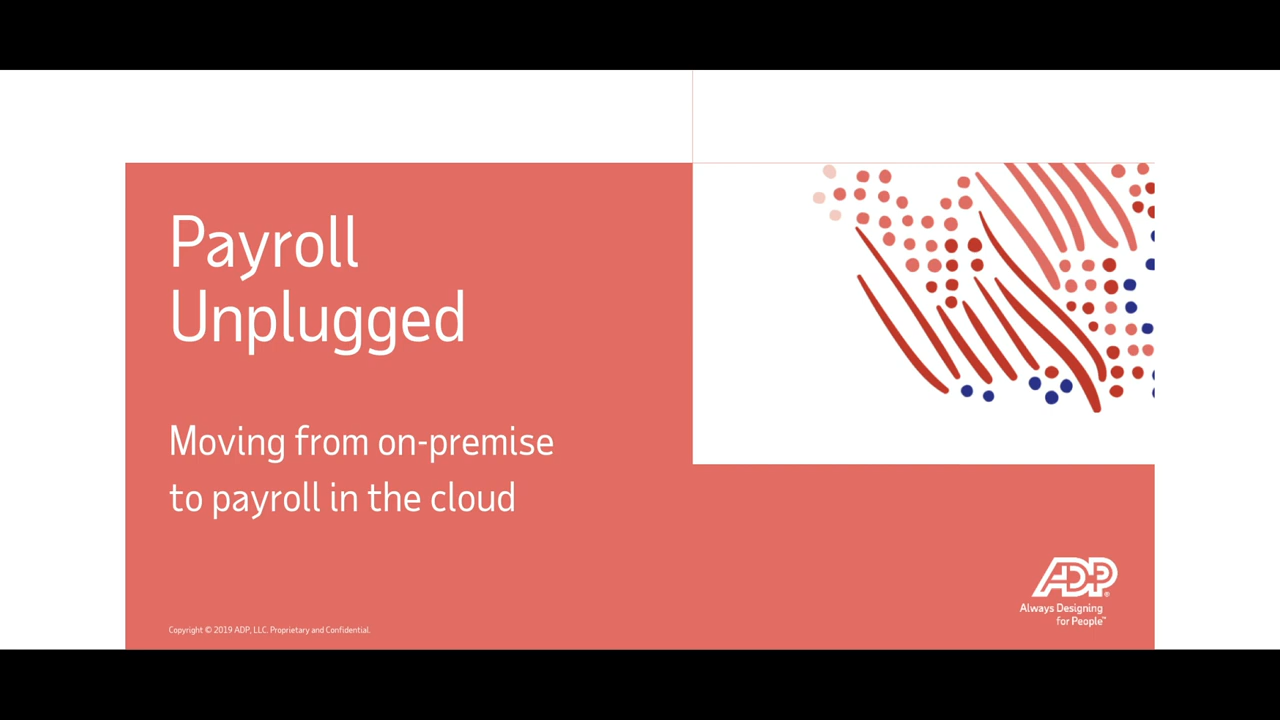 Payroll
Unplugged
Moving from on-premise
to payroll in the cloud
ADP®
Always Designing
for People™
Copyright © 2019 ADP, LLC. Proprietary and Confidential.